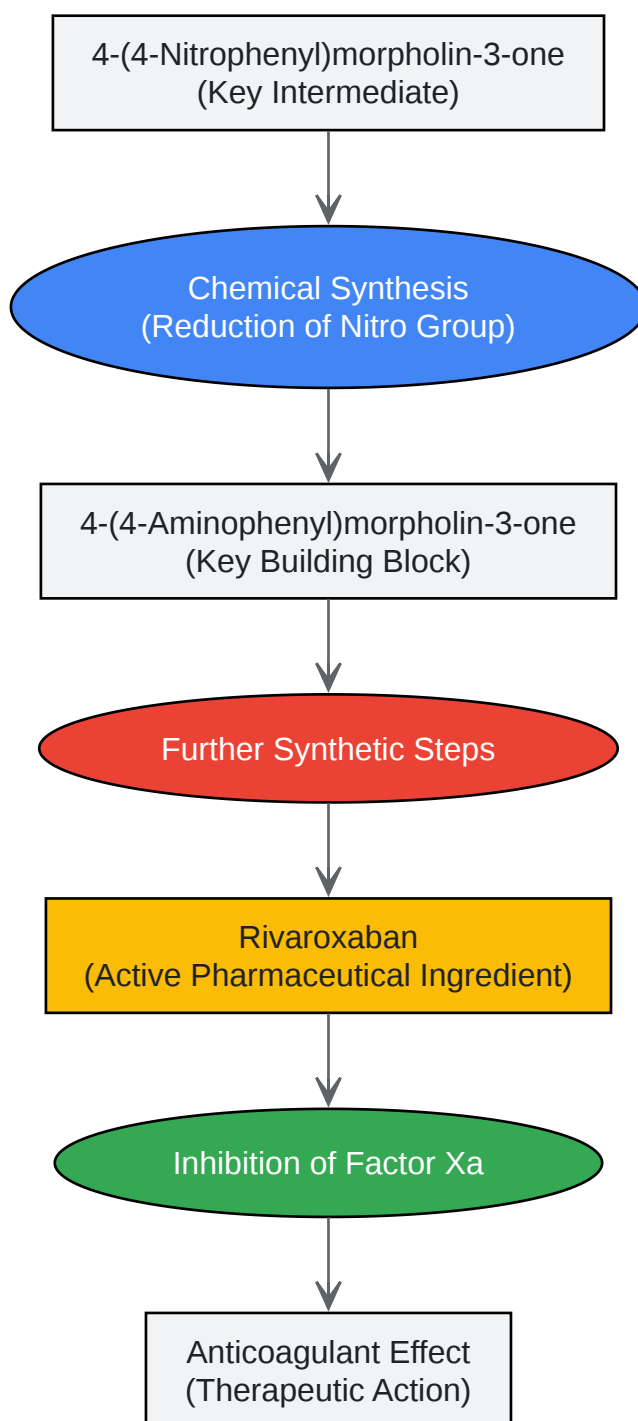 4-(4-Nitrophenyl)morpholin-3-one
(Key Intermediate)
Chemical Synthesis
(Reduction of Nitro Group)
4-(4-Aminophenyl)morpholin-3-one
(Key Building Block)
Further Synthetic Steps
Rivaroxaban
(Active Pharmaceutical Ingredient)
Inhibition of Factor Xa
Anticoagulant Effect
(Therapeutic Action)